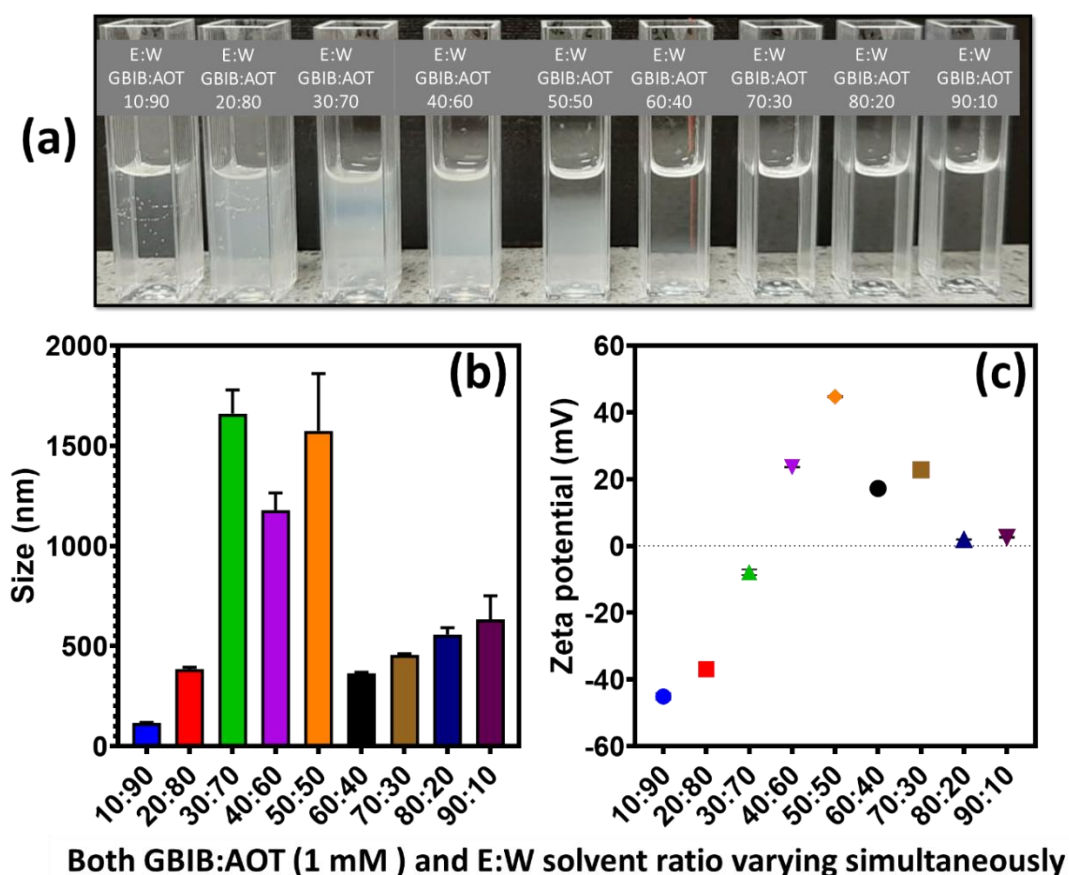 E:W
GBIB:AOT
10:90
E:W
GBIB:AOT
20:80
E:W
GBIB:AOT
30:70
E:W
GBIB:AOT
40:60
E:W
GBIB:AOT
50:50
E:W
GBIB:AOT
60:40
E:W
GBIB:AOT
70:30
E:W
GBIB:AOT
80:20
E:W
GBIB:AOT
90:10
(a)
(b)
Size (nm)
2000
1500
1000
500
0
10:90
20:80
30:70
40:60
50:50
60:40
70:30
80:20
90:10
(c)
Zeta potential (mV)
60
40
20
0
-20
-40
-60
10:90
20:80
30:70
40:60
50:50
60:40
70:30
80:20
90:10
Both GBIB:AOT (1 mM ) and E:W solvent ratio varying simultaneously